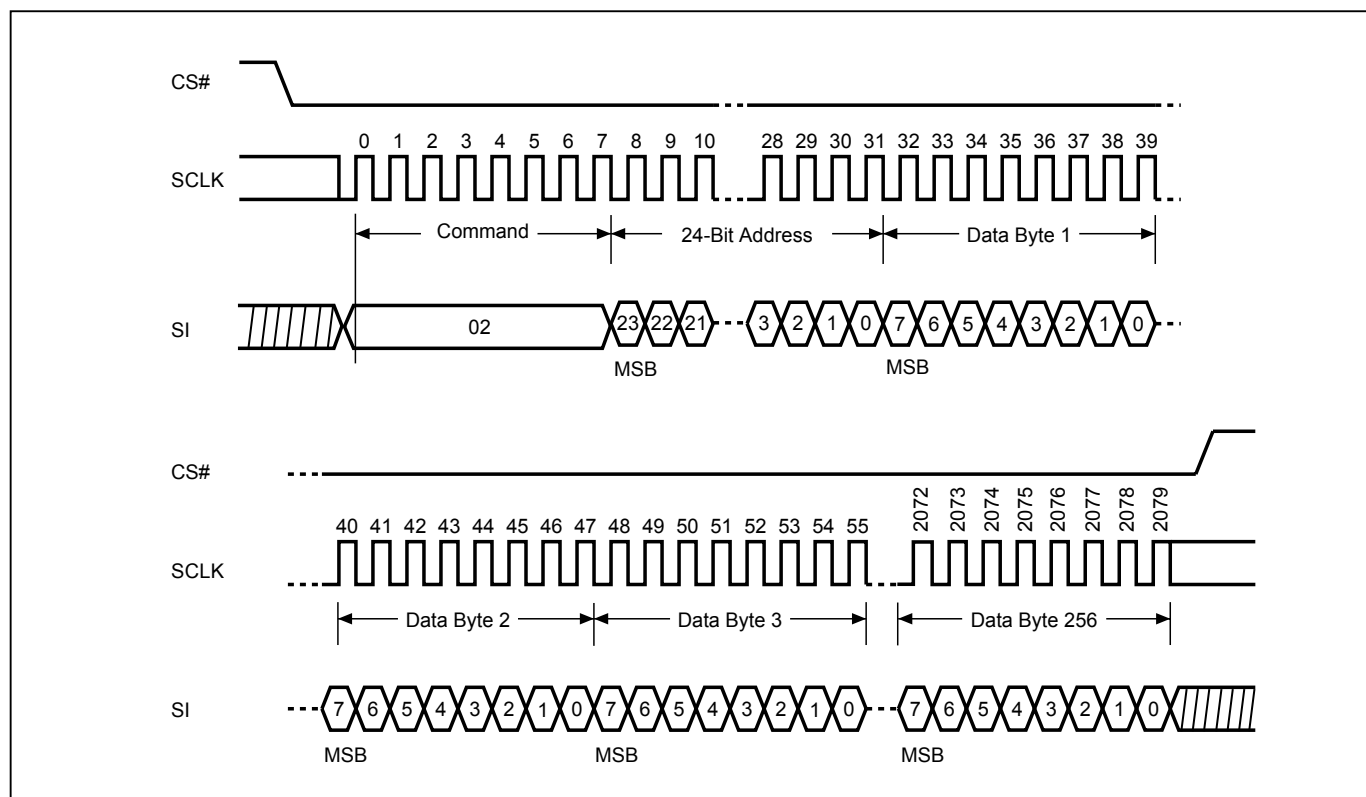 CS#
0 1 2 3 4 5 6 7 8 9 10 28 29 30 31 32 33 34 35 36 37 38 39
SCLK
Command 24-Bit Address Data Byte 1
SI 02 23 22 21 3 2 1 0 7 6 5 4 3 2 1 0
MSB MSB
CS#
2072 2073 2074 2075 2076 2077 2078 2079
40 41 42 43 44 45 46 47 48 49 50 51 52 53 54 55
SCLK
Data Byte 2 Data Byte 3 Data Byte 256
SI 7 6 5 4 3 2 1 0 7 6 5 4 3 2 1 0 7 6 5 4 3 2 1 0
MSB MSB MSB